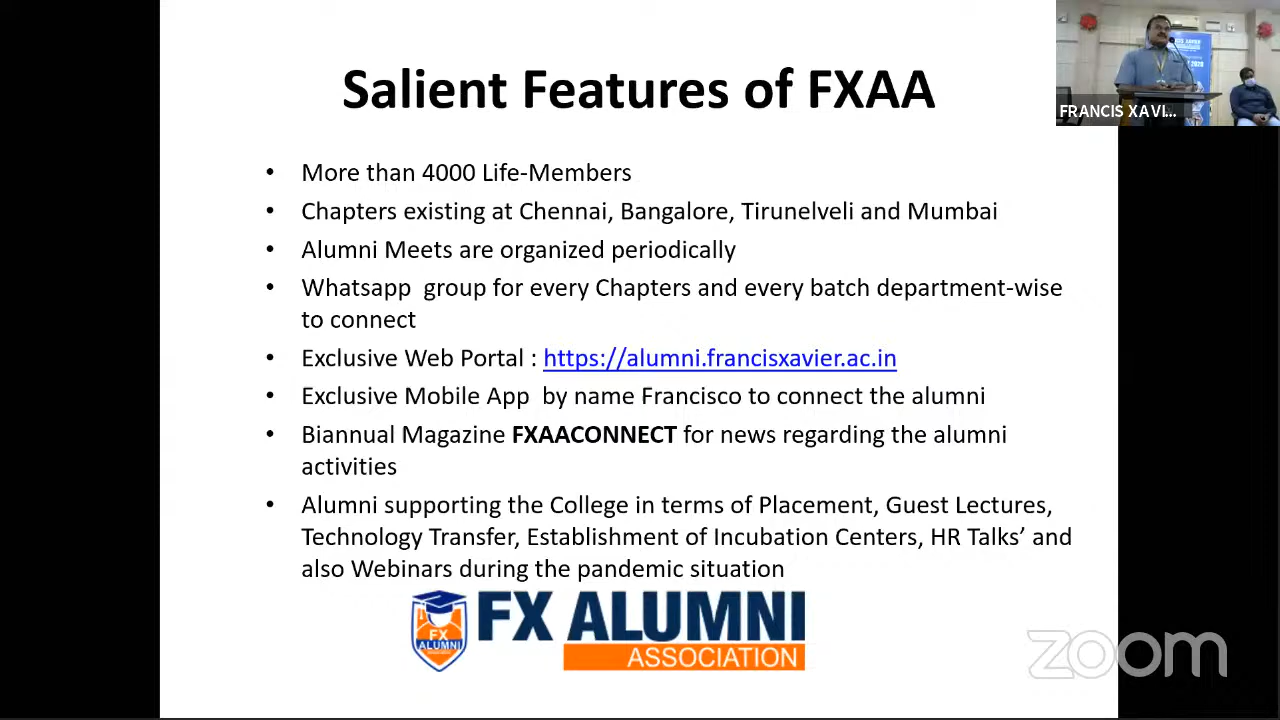 Salient Features of FXAA
FRANCIS XAVI...
• More than 4000 Life-Members
• Chapters existing at Chennai, Bangalore, Tirunelveli and Mumbai
• Alumni Meets are organized periodically
• Whatsapp group for every Chapters and every batch department-wise
to connect
• Exclusive Web Portal : https://alumni.francisxavier.ac.in
• Exclusive Mobile App by name Francisco to connect the alumni
• Biannual Magazine FXAACONNECT for news regarding the alumni
activities
• Alumni supporting the College in terms of Placement, Guest Lectures,
Technology Transfer, Establishment of Incubation Centers, HR Talks’ and
also Webinars during the pandemic situation
FX
ALUMNI
FX ALUMNI
ASSOCIATION
zoom